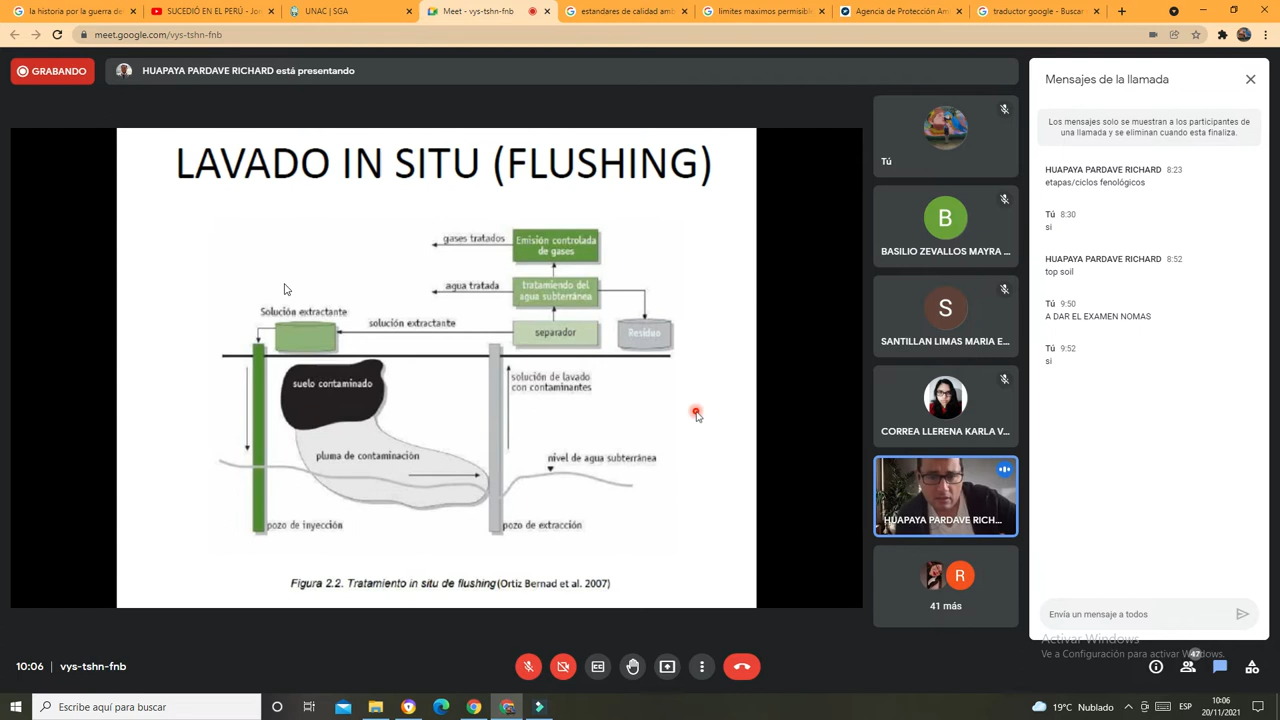 la historia por la guerra de
SUCEDIÓ EN EL PERÚ - Jo
UNAC | SGA
Meet - vys-tshn-fnb
estandares de calidad amb
limites maximos permisible
Agencia de Protección Am
traductor google - Buscar
meet.google.com/vys-tshn-fnb
GRABANDO
HUAPAYA PARDAVE RICHARD está presentando
LAVADO IN SITU (FLUSHING)
gases tratados
Emisión controlada
de gases
agua tratada
tratamiendo del
agua subterránea
Solución extractante
solución extractante
separador
Resíduo
suelo contaminado
solución de lavado
con contaminantes
pluma de contaminación
nivel de agua subterránea
pozo de inyección
pozo de extracción
Figura 2.2. Tratamiento in situ de flushing(Ortiz Bernad et al. 2007)
Tú
B
BASILIO ZEVALLOS MAYRA ...
S
SANTILLAN LIMAS MARIA E...
CORREA LLERENA KARLA V...
HUAPAYA PARDAVE RICH...
R
41 más
Mensajes de la llamada
Los mensajes solo se muestran a los participantes de
una llamada y se eliminan cuando esta finaliza.
HUAPAYA PARDAVE RICHARD 8:23
etapas/ciclos fenológicos
Tú 8:30
si
HUAPAYA PARDAVE RICHARD 8:52
top soil
Tú 9:50
A DAR EL EXAMEN NOMAS
Tú 9:52
si
Envía un mensaje a todos
Activar Windows
Ve a Configuración para activar Windows.
10:06 vys-tshn-fnb
47
Escribe aquí para buscar
19°C Nublado
ESP
10:06
20/11/2021